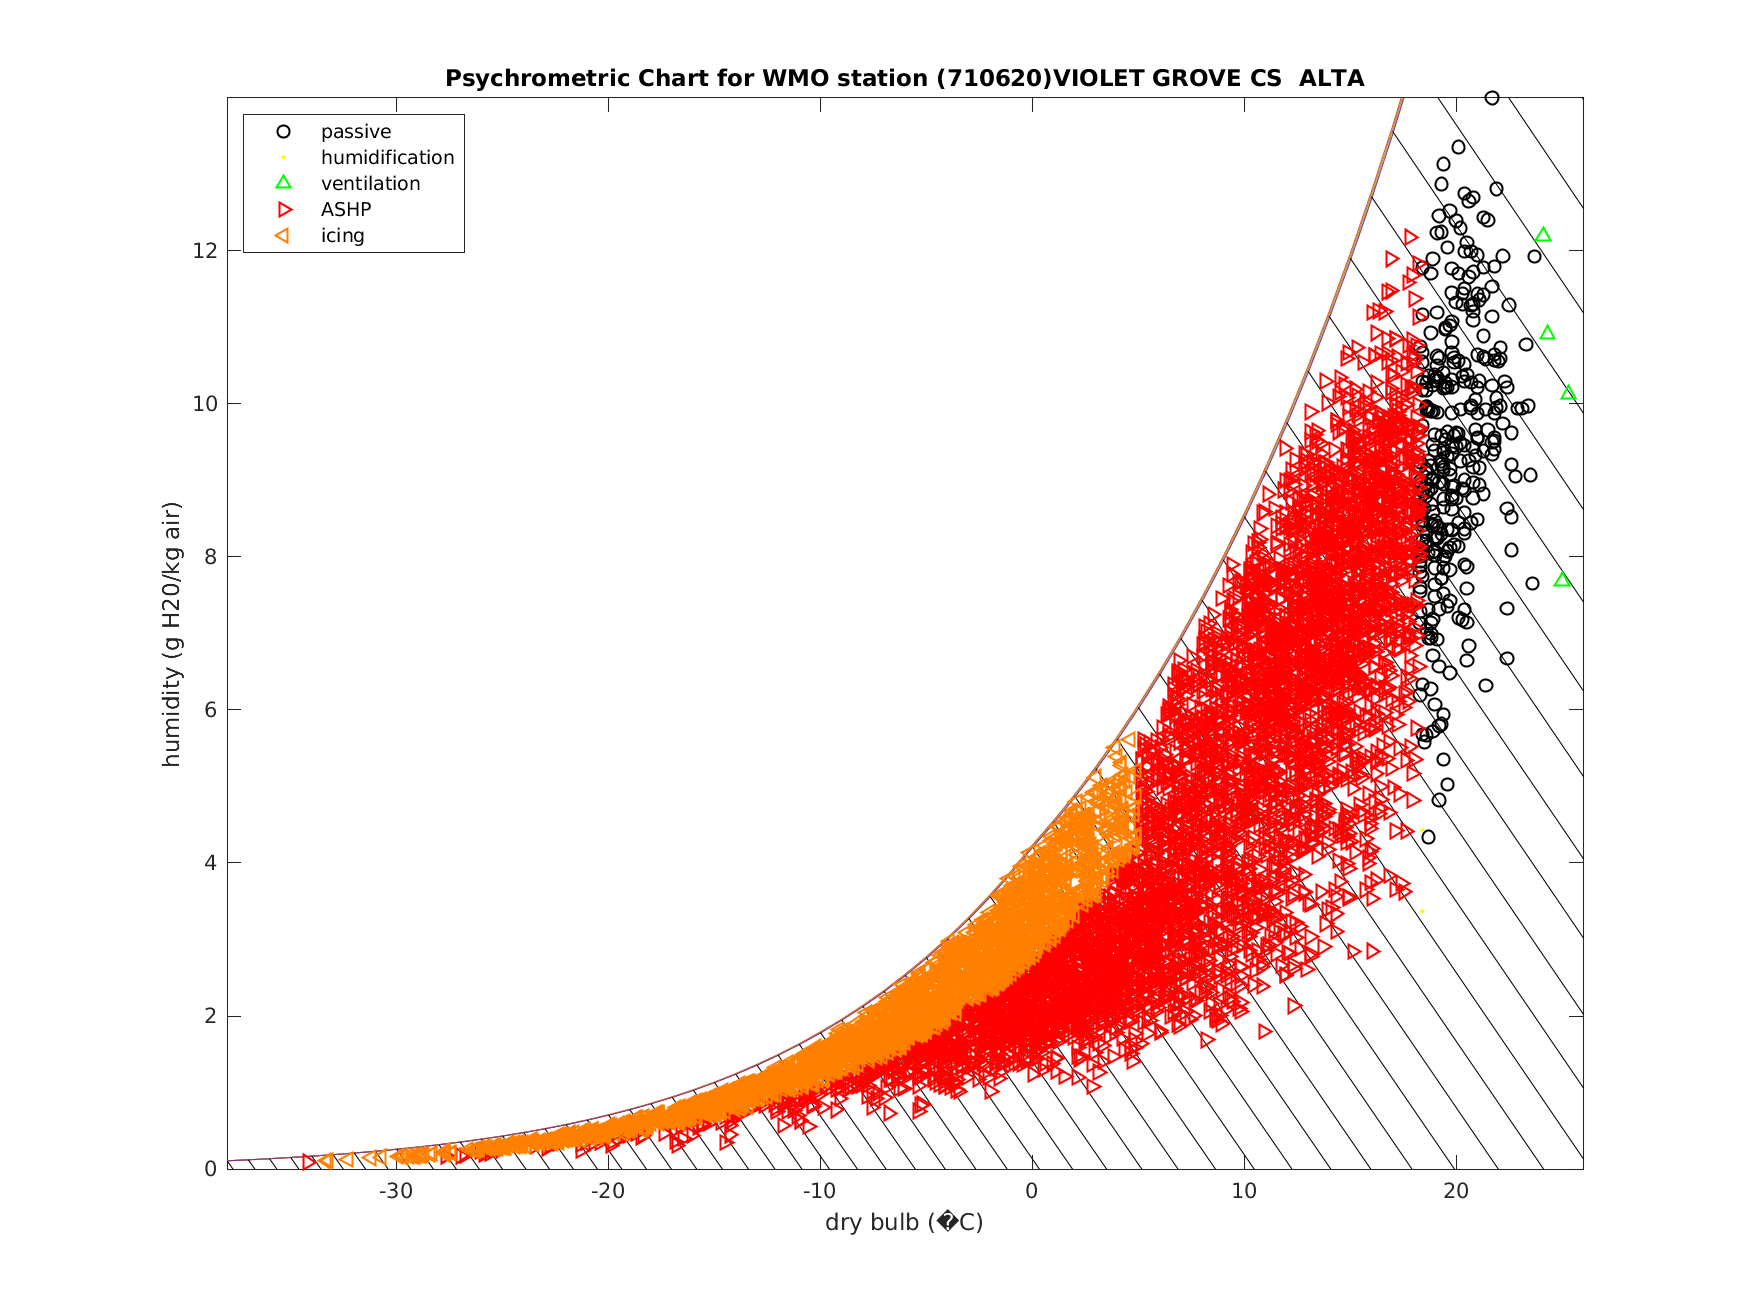 Psychrometric Chart for WMO station (710620)VIOLET GROVE CS  ALTA
passive
humidification
ventilation
ASHP
icing
humidity (g H20/kg air)
12
10
8
6
4
2
0
-30
-20
-10
0
10
20
dry bulb (�C)